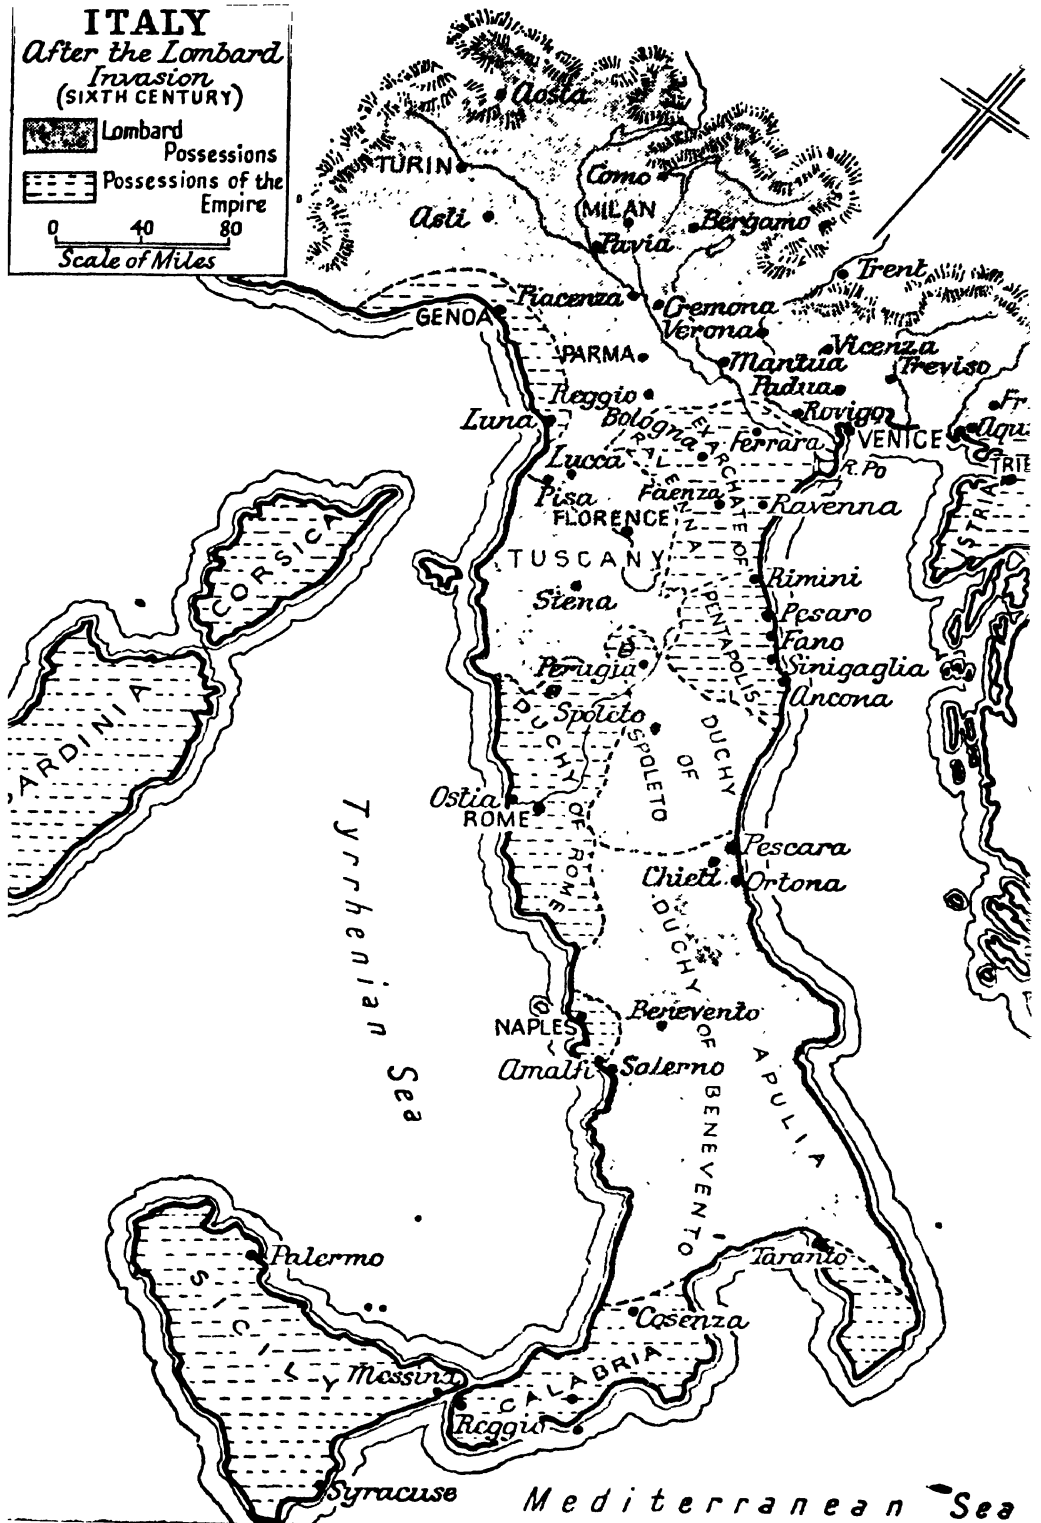 ITALY
After the Lombard
Invasion
(SIXTH CENTURY)
Lombard
Possessions
Possessions of the
Empire
0 40 80
Scale of Miles
Aosta
TURIN
Como
MILAN
Asti
Bergamo
Pavia
Trent
Piacenza
Cremona
GENOA
Verona
PARMA
Vicenza
Mantua
Treviso
Reggio
Padua
Fr
Luna
Bologna
Rovigo
Ferrara
VENICE
Aqui
EXARCHATE OF
RAVENNA
Lucca
R. Po
TRIE
Pisa
Faenza
Ravenna
FLORENCE
ISTRIA
CORSICA
TUSCANY
Rimini
Siena
PENTAPOLIS
Pesaro
Fano
Perugia
Sinigaglia
Ancona
SARDINIA
Spoleto
DUCHY OF ROME
DUCHY
OF
SPOLETO
Ostia
ROME
Tyrrhenian Sea
Pescara
Chieti
Ortona
DUCHY OF BENEVENTO
Benevento
NAPLES
Amalfi
Salerno
APULIA
Palermo
Taranto
SICILY
Cosenza
Messina
CALABRIA
Reggio
Syracuse
Mediterranean Sea